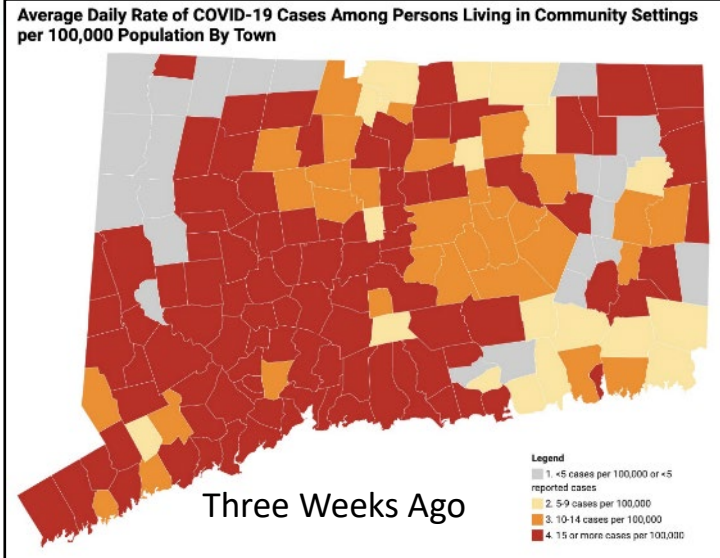 Average Daily Rate of COVID-19 Cases Among Persons Living in Community Settings
per 100,000 Population By Town
Three Weeks Ago
Legend
1. <5 cases per 100,000 or <5
reported cases
2. 5-9 cases per 100,000
3. 10-14 cases per 100,000
4. 15 or more cases per 100,000